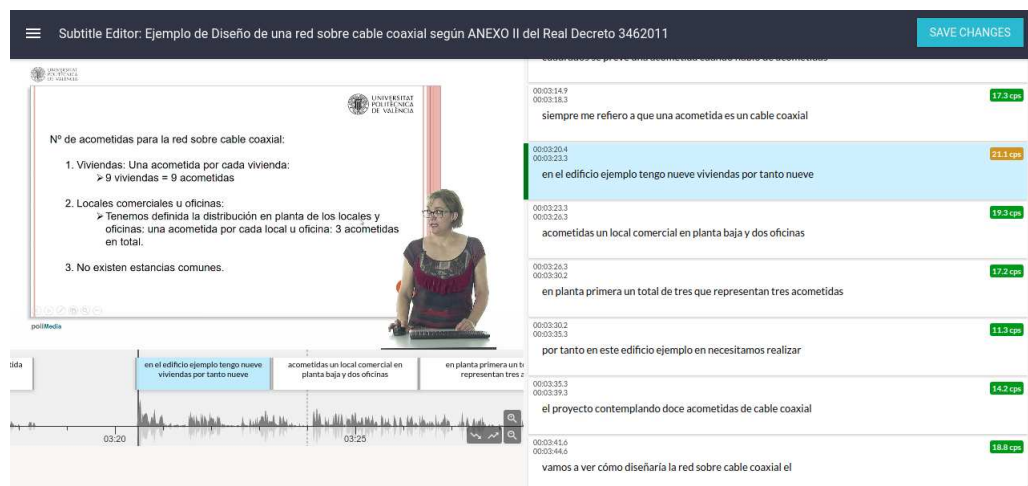 Subtitle Editor: Ejemplo de Diseño de una red sobre cable coaxial según ANEXO II del Real Decreto 3462011
SAVE CHANGES
UNIVERSITAT
POLITÈCNICA
DE VALÈNCIA
UNIVERSITAT
POLITÈCNICA
DE VALÈNCIA
Nº de acometidas para la red sobre cable coaxial:
1. Viviendas: Una acometida por cada vivienda:
➢ 9 viviendas = 9 acometidas
2. Locales comerciales u oficinas:
➢ Tenemos definida la distribución en planta de los locales y
oficinas: una acometida por cada local u oficina: 3 acometidas
en total.
3. No existen estancias comunes.
poliMedia
tida
en el edificio ejemplo tengo nueve
viviendas por tanto nueve
acometidas un local comercial en
planta baja y dos oficinas
en planta primera un t
representan tres a
03:20
03:25
cuadrados se prevé una acometida cuando hablo de acometidas
00:03:14.9
00:03:18.3
17.3 cps
siempre me refiero a que una acometida es un cable coaxial
00:03:20.4
00:03:23.3
21.1 cps
en el edificio ejemplo tengo nueve viviendas por tanto nueve
00:03:23.3
00:03:26.3
19.3 cps
acometidas un local comercial en planta baja y dos oficinas
00:03:26.3
00:03:30.2
17.2 cps
en planta primera un total de tres que representan tres acometidas
00:03:30.2
00:03:35.3
11.3 cps
por tanto en este edificio ejemplo en necesitamos realizar
00:03:35.3
00:03:39.3
14.2 cps
el proyecto contemplando doce acometidas de cable coaxial
00:03:41.6
00:03:44.6
18.8 cps
vamos a ver cómo diseñaría la red sobre cable coaxial el